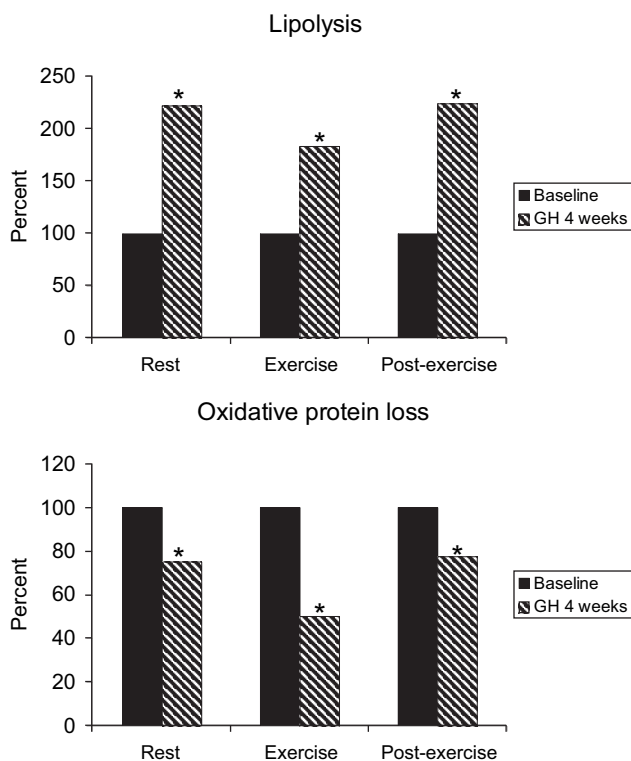 Lipolysis
250
200
150
100
50
0
Percent
* * *
Rest Exercise Post-exercise
Baseline
GH 4 weeks
Oxidative protein loss
120
100
80
60
40
20
0
Percent
* * *
Rest Exercise Post-exercise
Baseline
GH 4 weeks